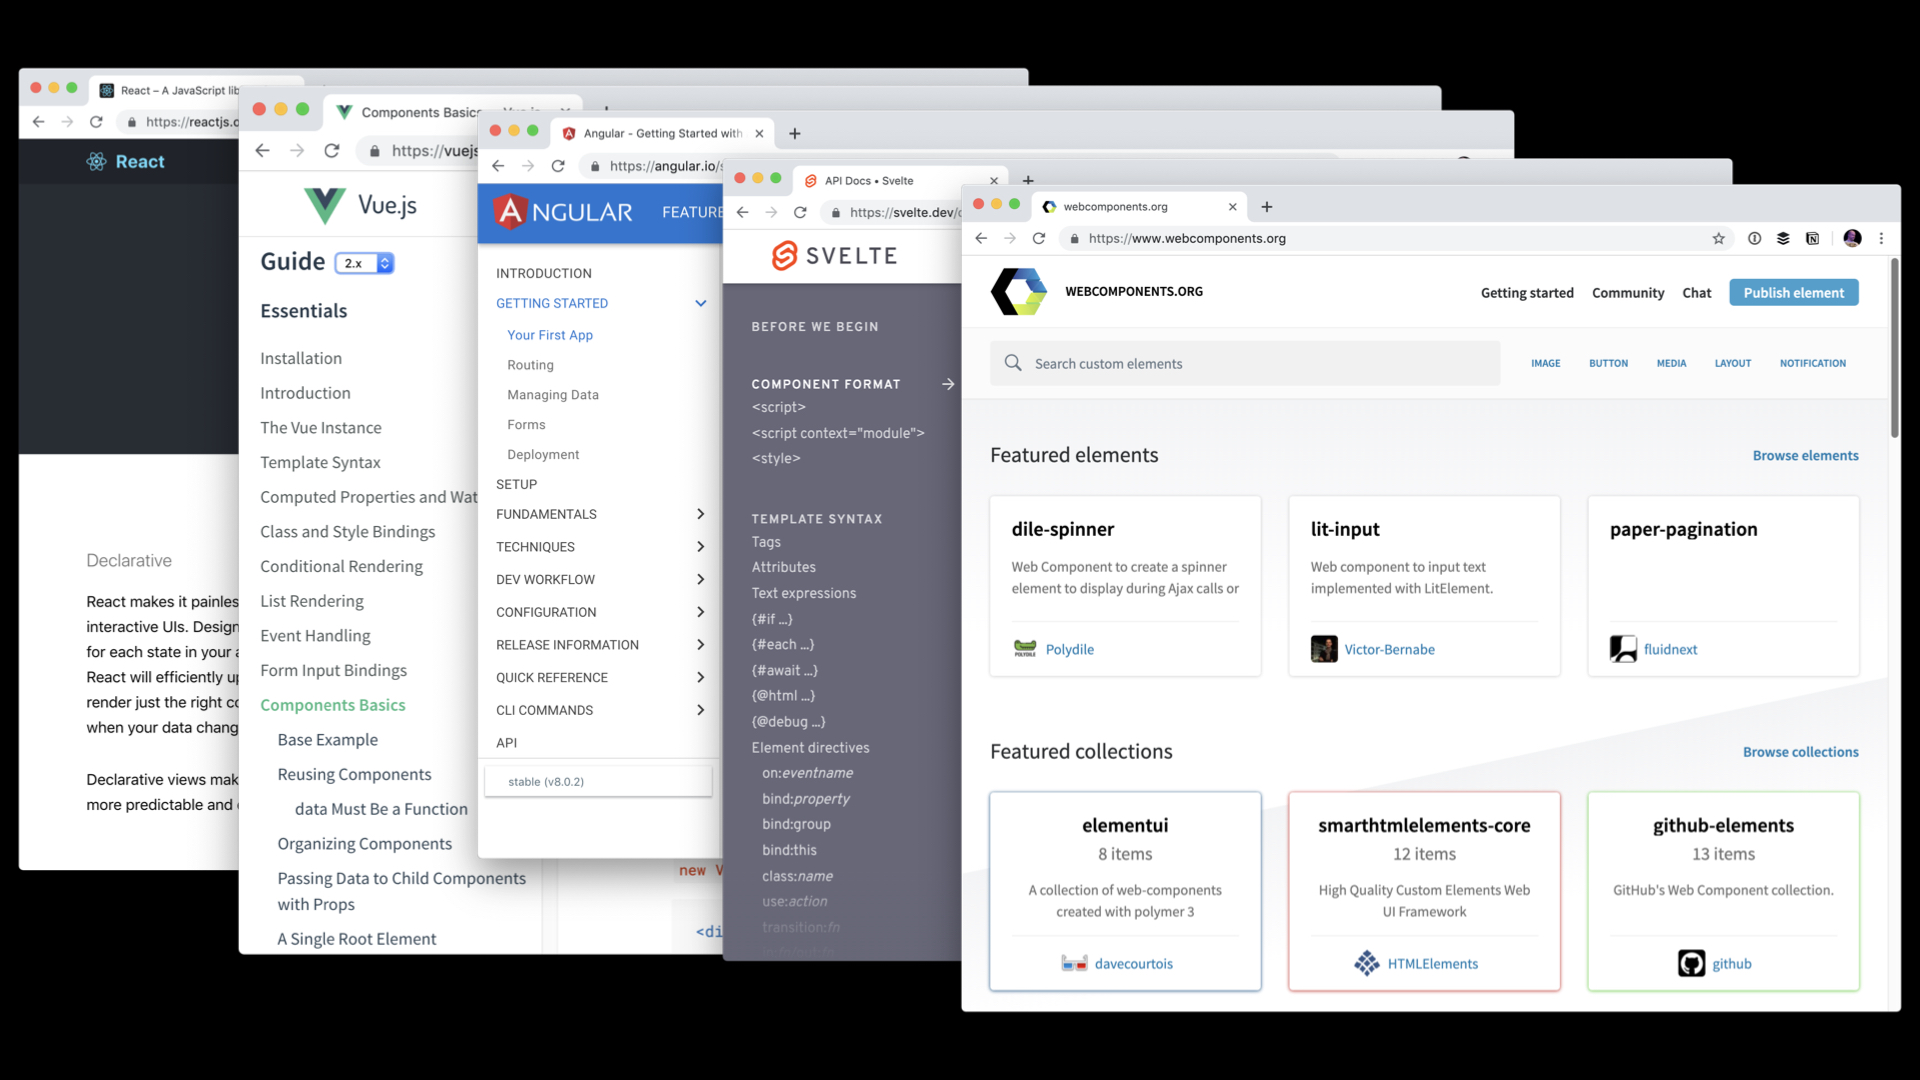 React – A JavaScript lib
https://reactjs.
React
Declarative
React makes it painles
interactive UIs. Design
for each state in your
React will efficiently
render just the right
when your data chang
Declarative views mak
more predictable and
Components Basics
https://vuejs
Vue.js
Guide 2.x
Essentials
Installation
Introduction
The Vue Instance
Template Syntax
Computed Properties and Wat
Class and Style Bindings
Conditional Rendering
List Rendering
Event Handling
Form Input Bindings
Components Basics
Base Example
Reusing Components
data Must Be a Function
Organizing Components
Passing Data to Child Components
with Props
A Single Root Element
new V
<di
Angular - Getting Started with
https://angular.io/
ANGULAR FEATURE
INTRODUCTION
GETTING STARTED
Your First App
Routing
Managing Data
Forms
Deployment
SETUP
FUNDAMENTALS
TECHNIQUES
DEV WORKFLOW
CONFIGURATION
RELEASE INFORMATION
QUICK REFERENCE
CLI COMMANDS
API
stable (v8.0.2)
API Docs • Svelte
https://svelte.dev/
SVELTE
BEFORE WE BEGIN
COMPONENT FORMAT
<script>
<script context="module">
<style>
TEMPLATE SYNTAX
Tags
Attributes
Text expressions
{#if ...}
{#each ...}
{#await ...}
{@html ...}
{@debug ...}
Element directives
on:eventname
bind:property
bind:group
bind:this
class:name
use:action
transition:fn
webcomponents.org
https://www.webcomponents.org
WEBCOMPONENTS.ORG Getting started Community Chat Publish element
Search custom elements IMAGE BUTTON MEDIA LAYOUT NOTIFICATION
Featured elements Browse elements
dile-spinner
Web Component to create a spinner
element to display during Ajax calls or
POLYDILE Polydile
lit-input
Web component to input text
implemented with LitElement.
Victor-Bernabe
paper-pagination
fluidnext
Featured collections Browse collections
elementui
8 items
A collection of web-components
created with polymer 3
davecourtois
smarthtmlelements-core
12 items
High Quality Custom Elements Web
UI Framework
HTMLElements
github-elements
13 items
GitHub's Web Component collection.
github